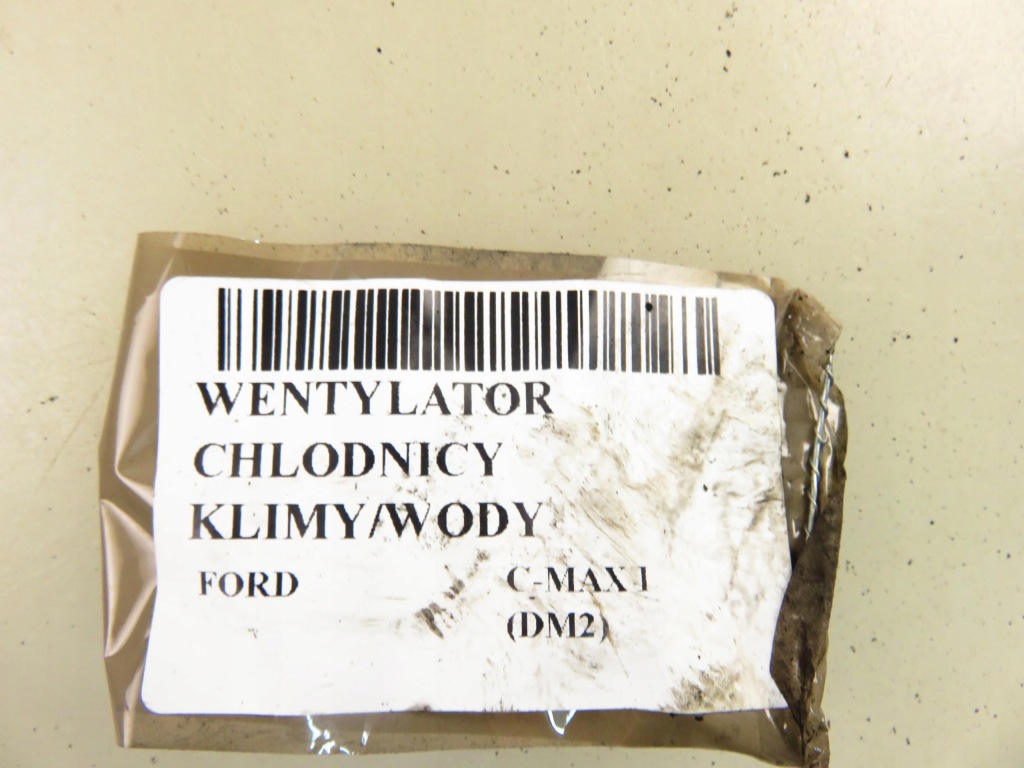 WENTYLATOR
CHLODNICY
KLIMY/WODY
FORD C-MAX I
(DM2)